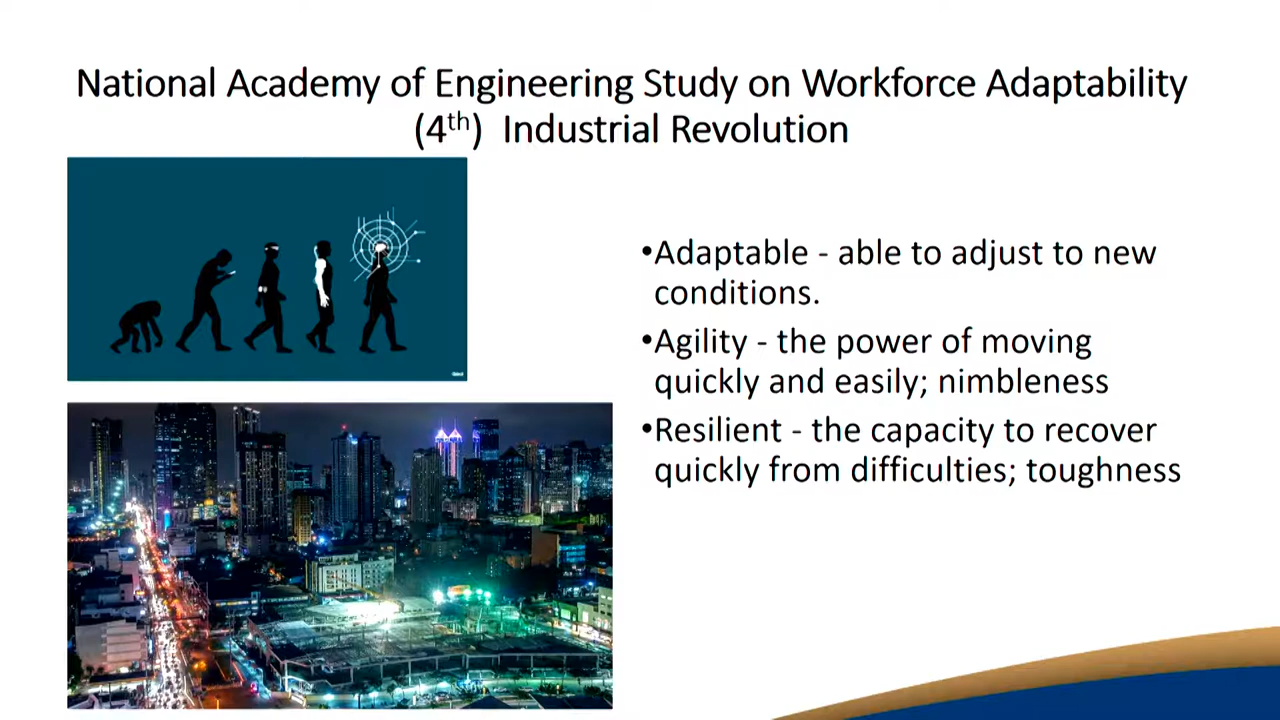 National Academy of Engineering Study on Workforce Adaptability
(4th) Industrial Revolution
•Adaptable - able to adjust to new
conditions.
•Agility - the power of moving
quickly and easily; nimbleness
•Resilient - the capacity to recover
quickly from difficulties; toughness